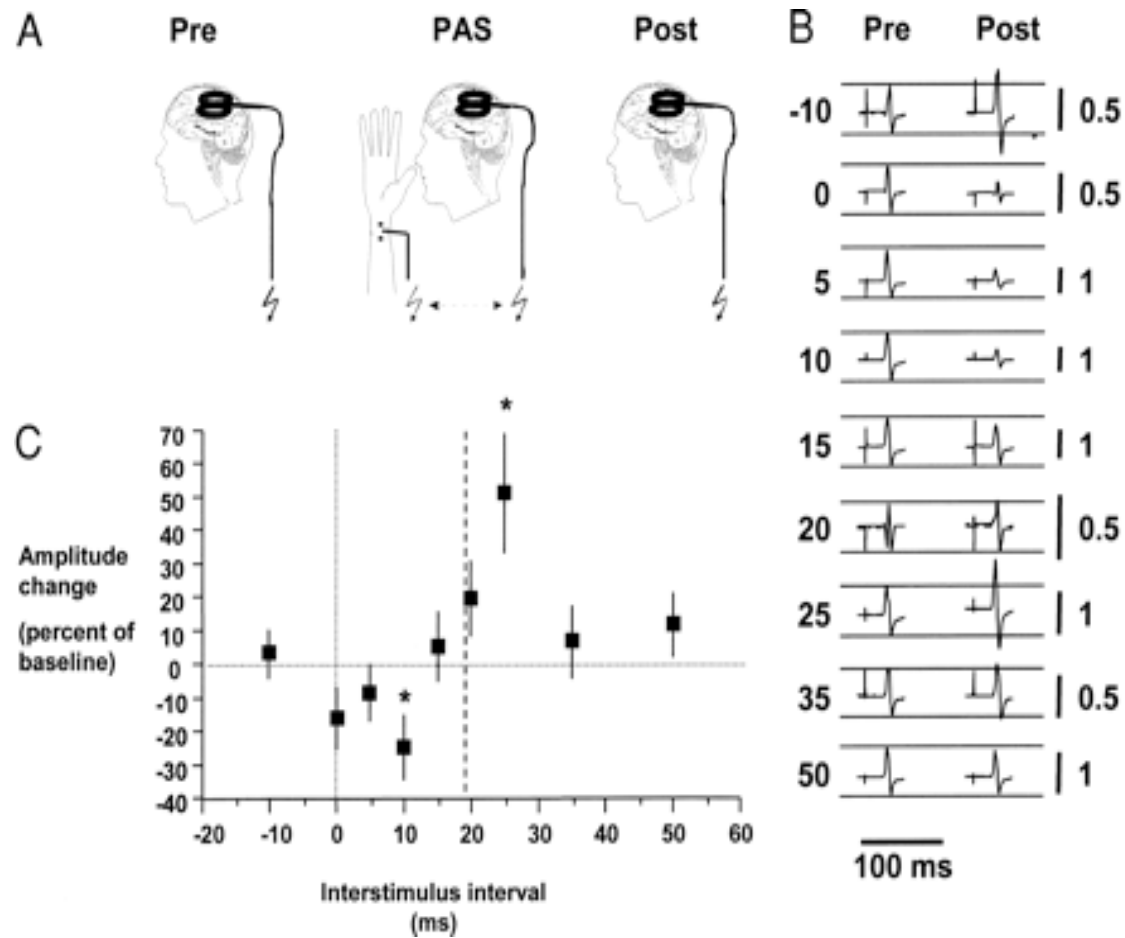 A
Pre
PAS
Post
B
Pre
Post
-10
0.5
0
0.5
5
1
10
1
15
1
20
0.5
25
1
35
0.5
50
1
100 ms
C
70
60
50
40
30
20
10
0
-10
-20
-30
-40
*
*
Amplitude
change
(percent of
baseline)
-20
-10
0
10
20
30
40
50
60
Interstimulus interval
(ms)